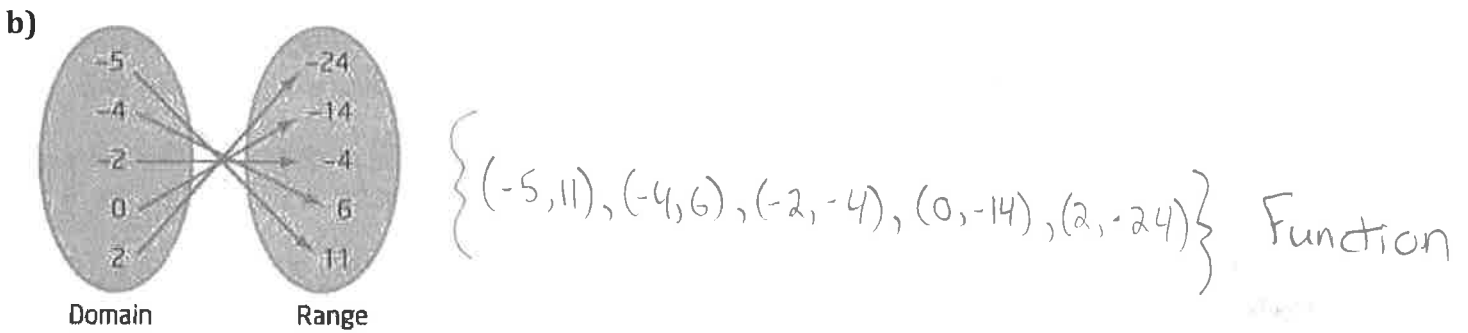 b)
-5 -24
-4 -14
-2 -4
0 6
2 11
Domain Range
{(-5,11),(-4,6),(-2,-4),(0,-14),(2,-24)} Function